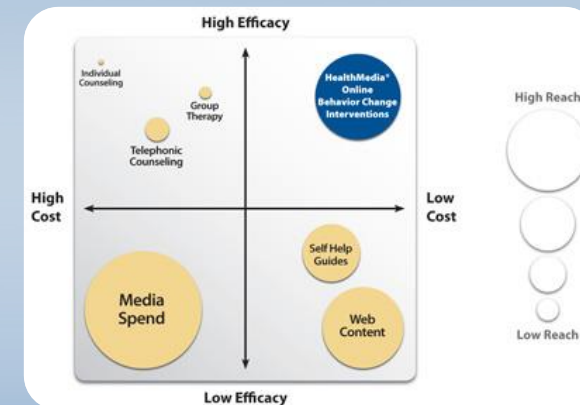 High Efficacy
Individual
Counseling
Group
Therapy
Telephonic
Counseling
HealthMedia®
Online
Behavior Change
Interventions
High Reach
High
Cost
Low
Cost
Self Help
Guides
Media
Spend
Web
Content
Low Reach
Low Efficacy